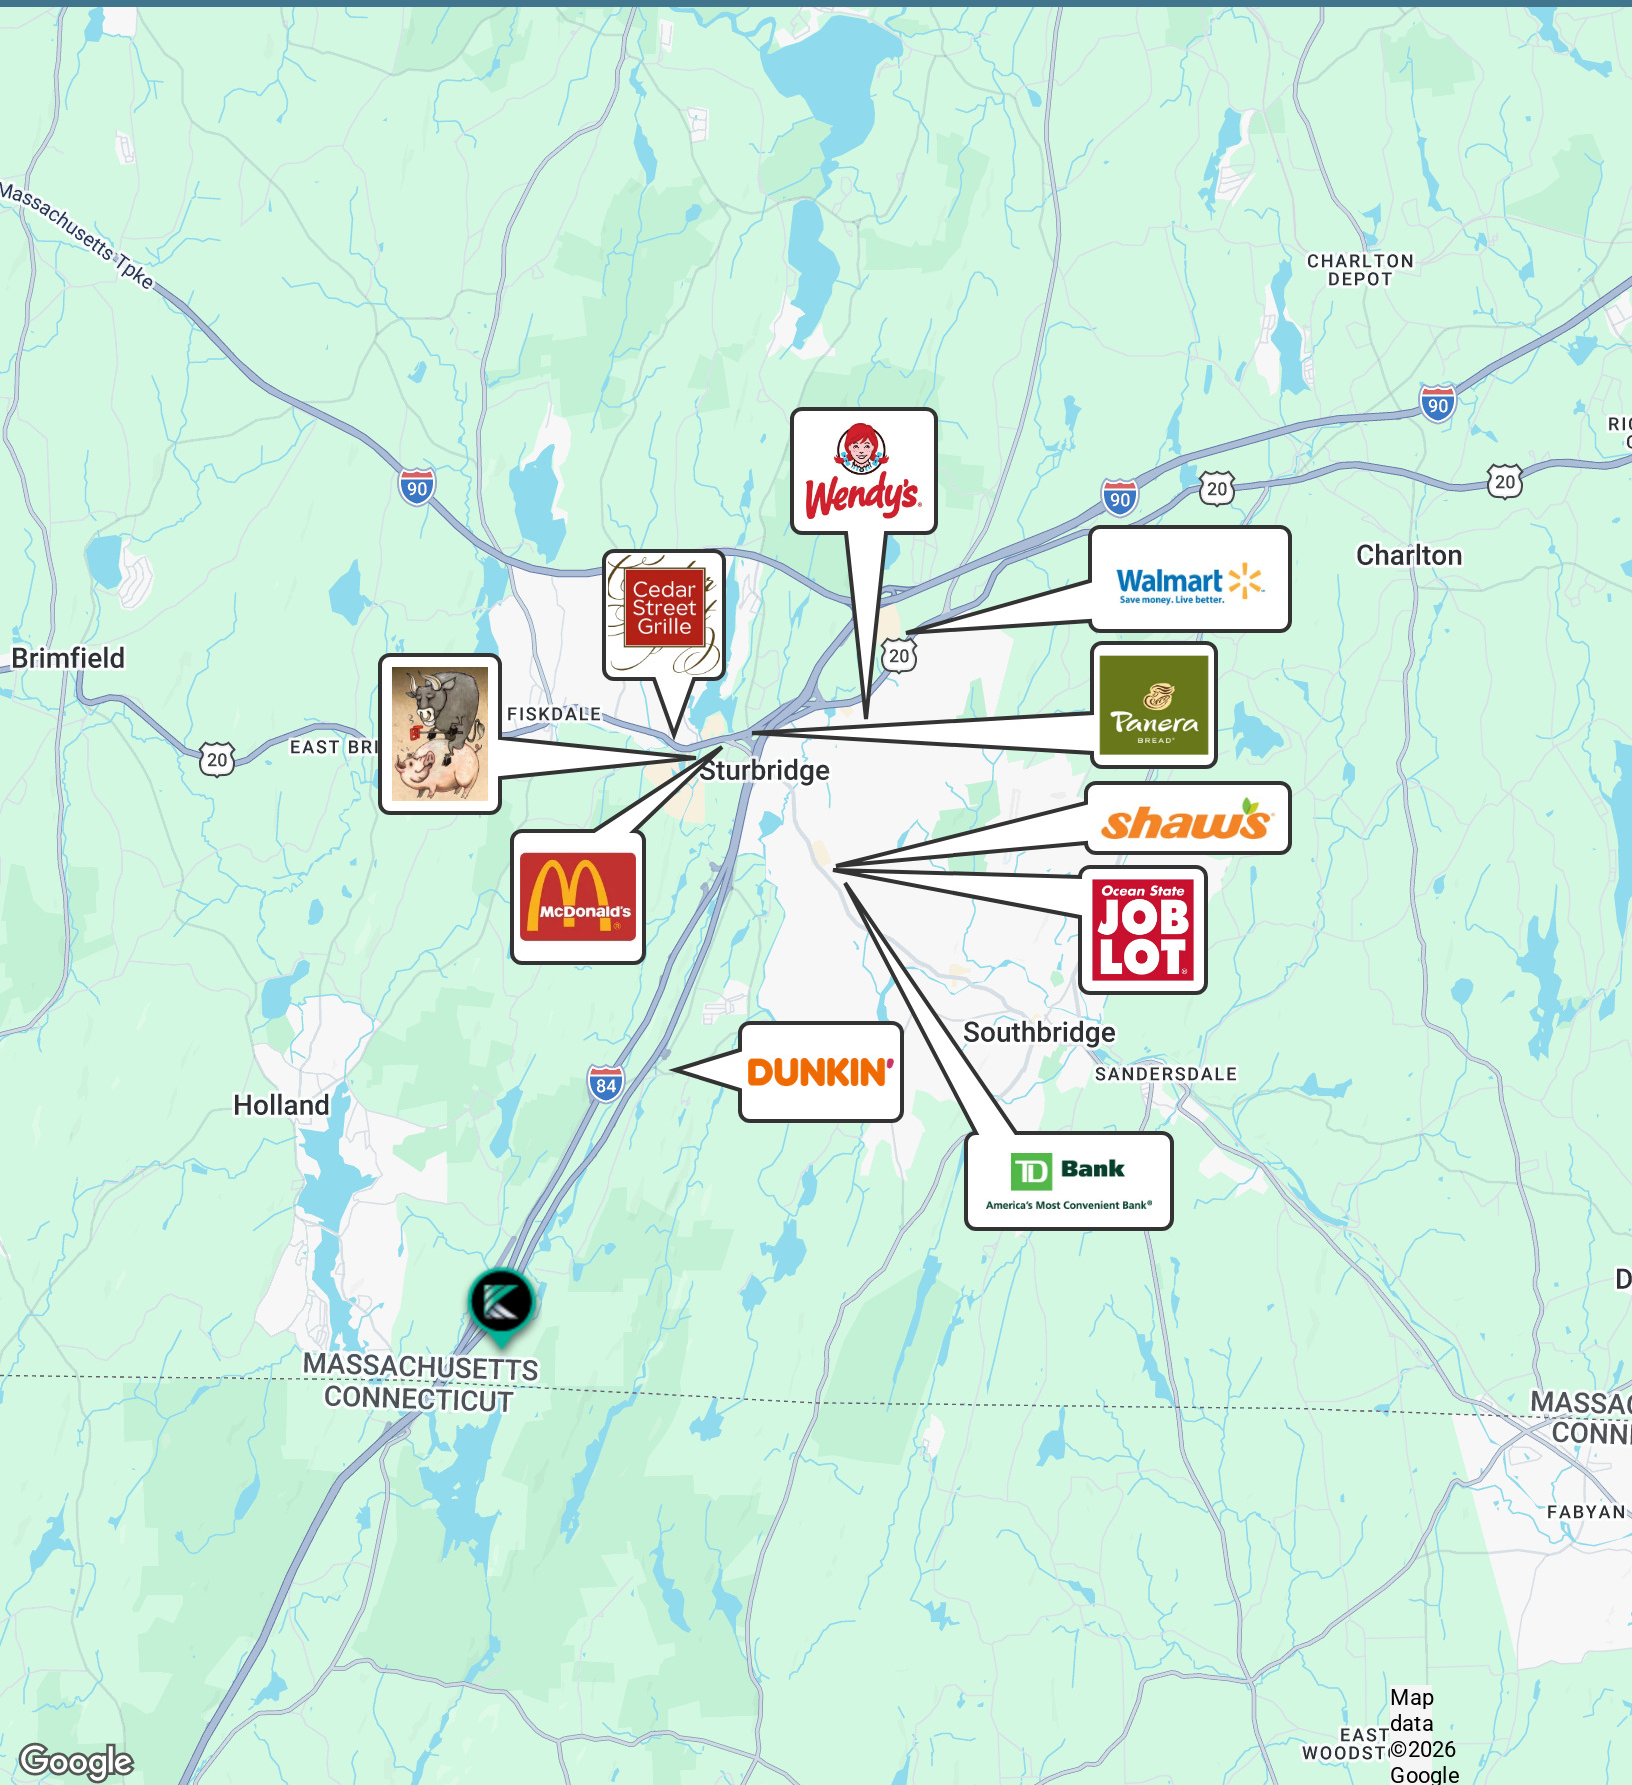 Massachusetts Tpke
CHARLTON
DEPOT
90
90
20
20
90
Wendy's
Cedar
Street
Grille
Walmart
Save money. Live better.
Charlton
20
Brimfield
FISKDALE
Panera
BREAD
20
EAST BRI
Sturbridge
shaw's
McDonald's
Ocean State
JOB
LOT
Southbridge
SANDERSDALE
DUNKIN'
84
Holland
TD Bank
America's Most Convenient Bank®
MASSACHUSETTS
CONNECTICUT
MASSAC
CONN
FABYAN
EAST
WOODST
Map
data
©2026
Google
Google